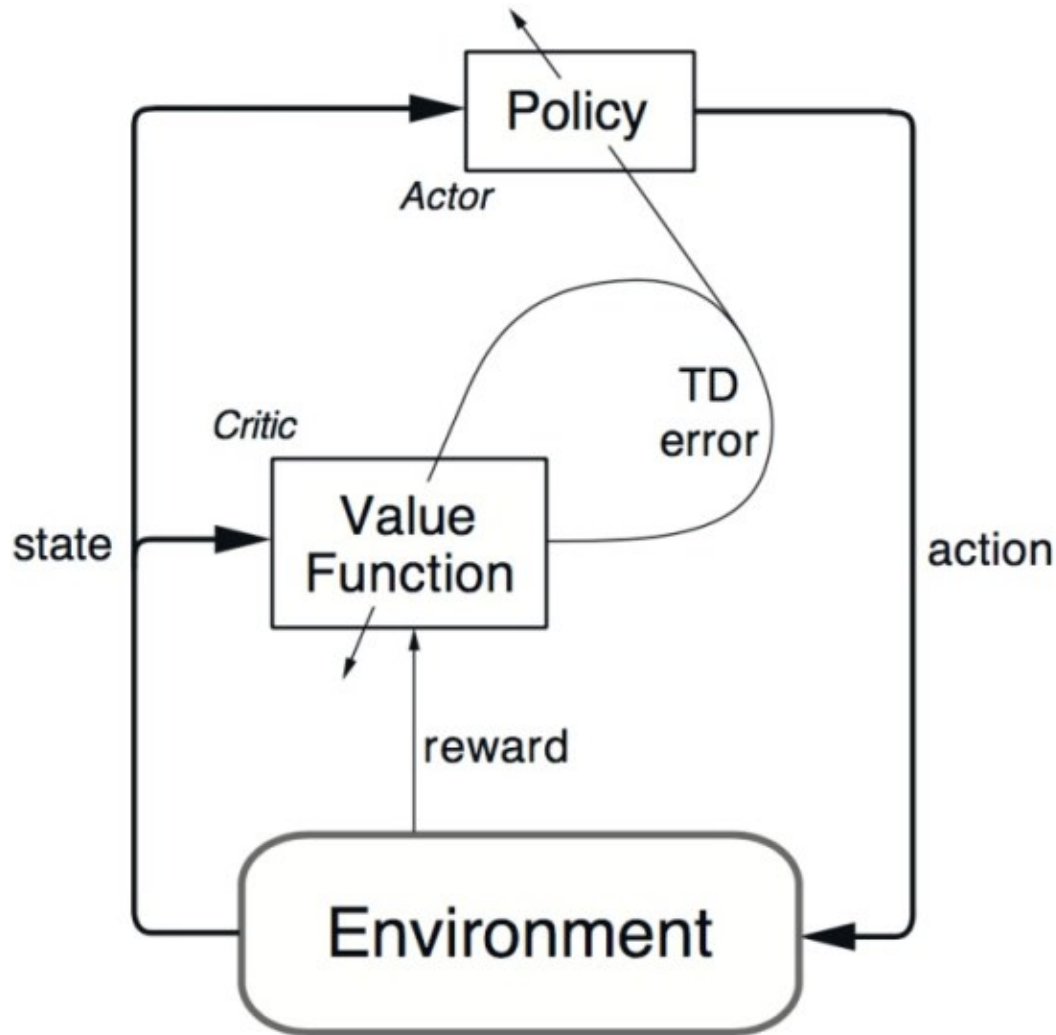 Policy
Actor
TD
error
Critic
Value
Function
state
action
reward
Environment